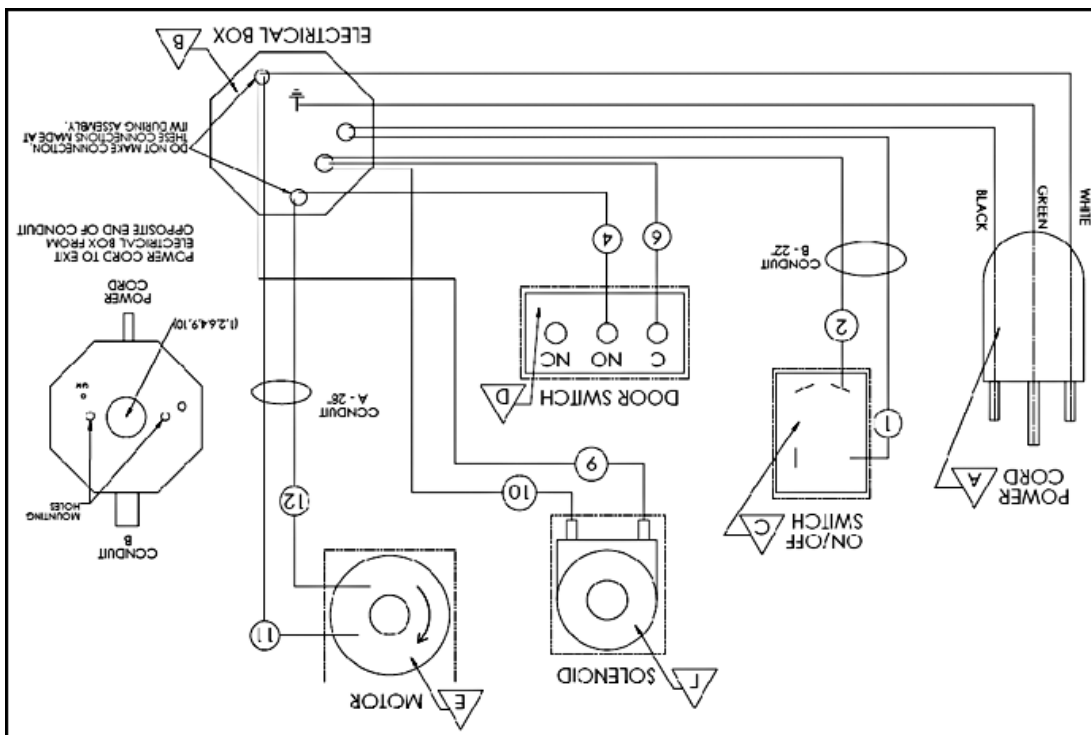 SOLENCID
MOTOR
E
POWER
CORD
A
ON/OFF
SWITCH
C
11
CONDUIT
B
MOUNTING
HOLES
10
9
12
1
DOOR SWITCH
D
CONDUIT
A - 26"
(1,2,6,4,9,10)
C
NO
NC
2
POWER
CORD
CONDUIT
B - 22"
6
4
POWER CORD TO EXIT
ELECTRICAL BOX FROM
OPPOSITE END OF CONDUIT
WHITE
GREEN
BLACK
DO NOT MAKE CONNECTION.
THESE CONNECTIONS MADE AT
ITW DURING ASSEMBLY.
B
ELECTRICAL BOX